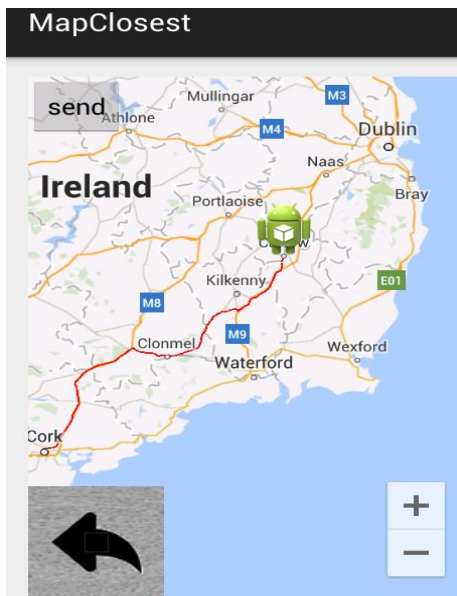 MapClosest
send
Mullingar
M3
Athlone
M4
Dublin
Naas
Ireland
Bray
Portlaoise
Kilkenny
E01
M8
M9
Clonmel
Wexford
Waterford
Cork
+
−